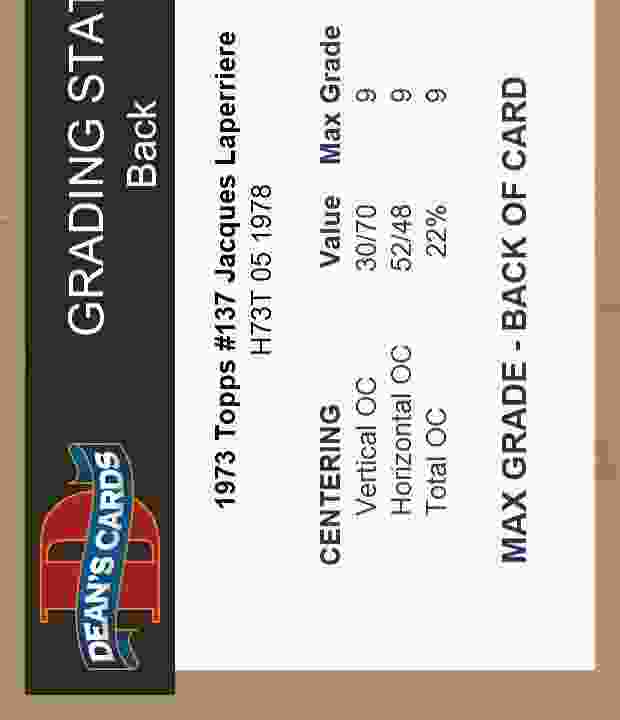 GRADING STAT
Back
DEAN'S CARDS
1973 Topps #137 Jacques Laperriere
H73T 05 1978
CENTERING Value Max Grade
Vertical OC 30/70 9
Horizontal OC 52/48 9
Total OC 22% 9
MAX GRADE - BACK OF CARD